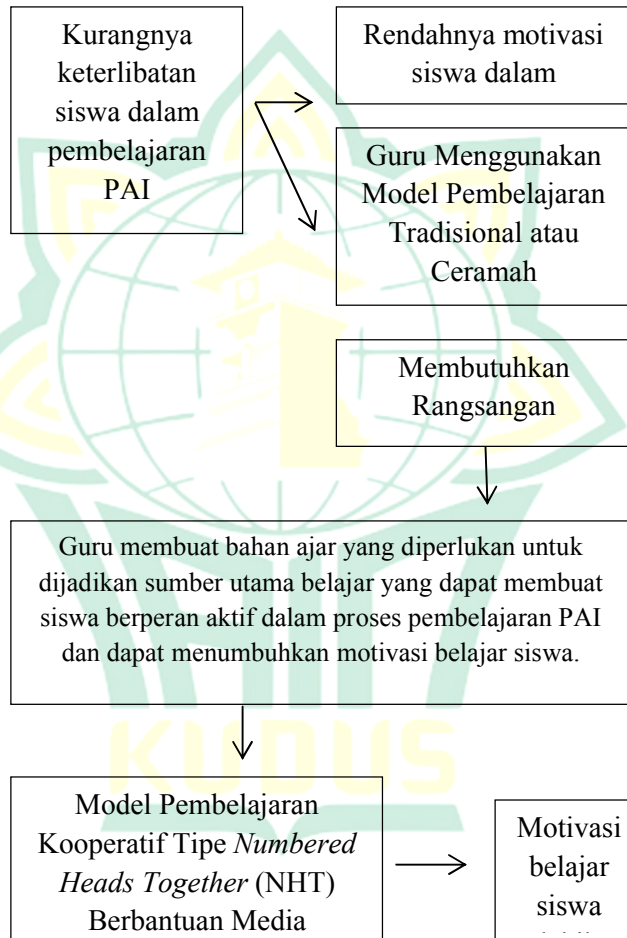 Kurangnya
keterlibatan
siswa dalam
pembelajaran
PAI
Rendahnya motivasi
siswa dalam
Guru Menggunakan
Model Pembelajaran
Tradisional atau
Ceramah
Membutuhkan
Rangsangan
Guru membuat bahan ajar yang diperlukan untuk
dijadikan sumber utama belajar yang dapat membuat
siswa berperan aktif dalam proses pembelajaran PAI
dan dapat menumbuhkan motivasi belajar siswa.
KUDUS
Model Pembelajaran
Kooperatif Tipe Numbered
Heads Together (NHT)
Berbantuan Media
Motivasi
belajar
siswa